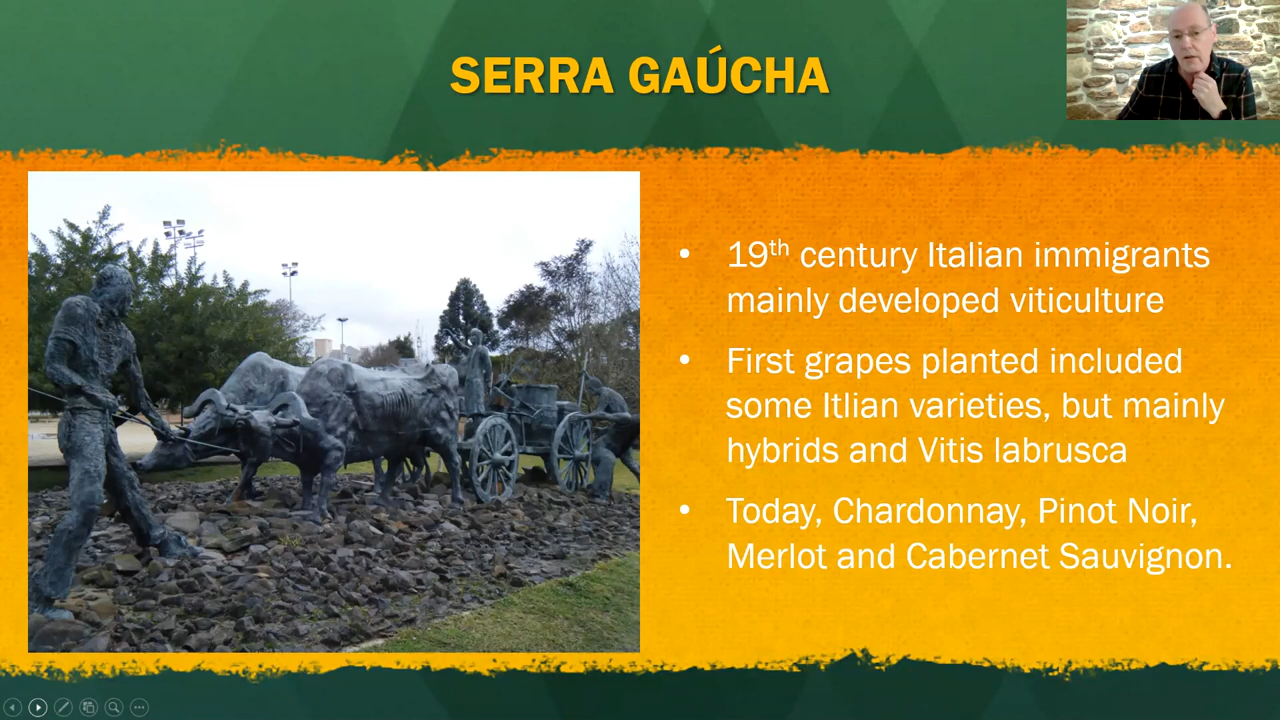 SERRA GAÚCHA
• 19th century Italian immigrants
mainly developed viticulture
• First grapes planted included
some Itlian varieties, but mainly
hybrids and Vitis labrusca
• Today, Chardonnay, Pinot Noir,
Merlot and Cabernet Sauvignon.